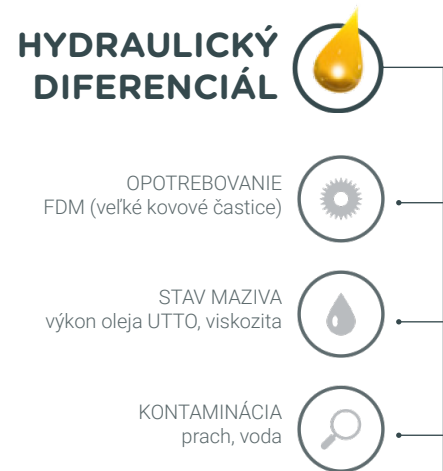 HYDRAULICKÝ
DIFERENCIÁL
OPOTREBOVANIE
FDM (veľké kovové častice)
STAV MAZIVA
výkon oleja UTTO, viskozita
KONTAMINÁCIA
prach, voda